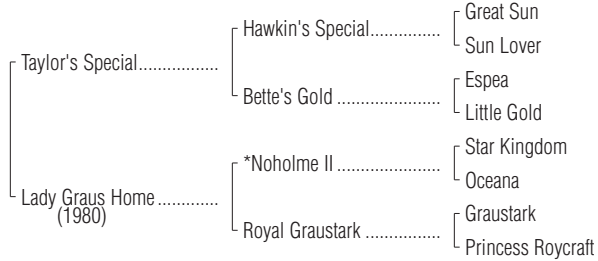 Great Sun
Hawkin's Special...............
Sun Lover
Taylor's Special.................
Espea
Bette's Gold ......................
Little Gold
Star Kingdom
*Noholme II ......................
Oceana
Lady Graus Home .............
(1980)
Graustark
Royal Graustark ................
Princess Roycraft